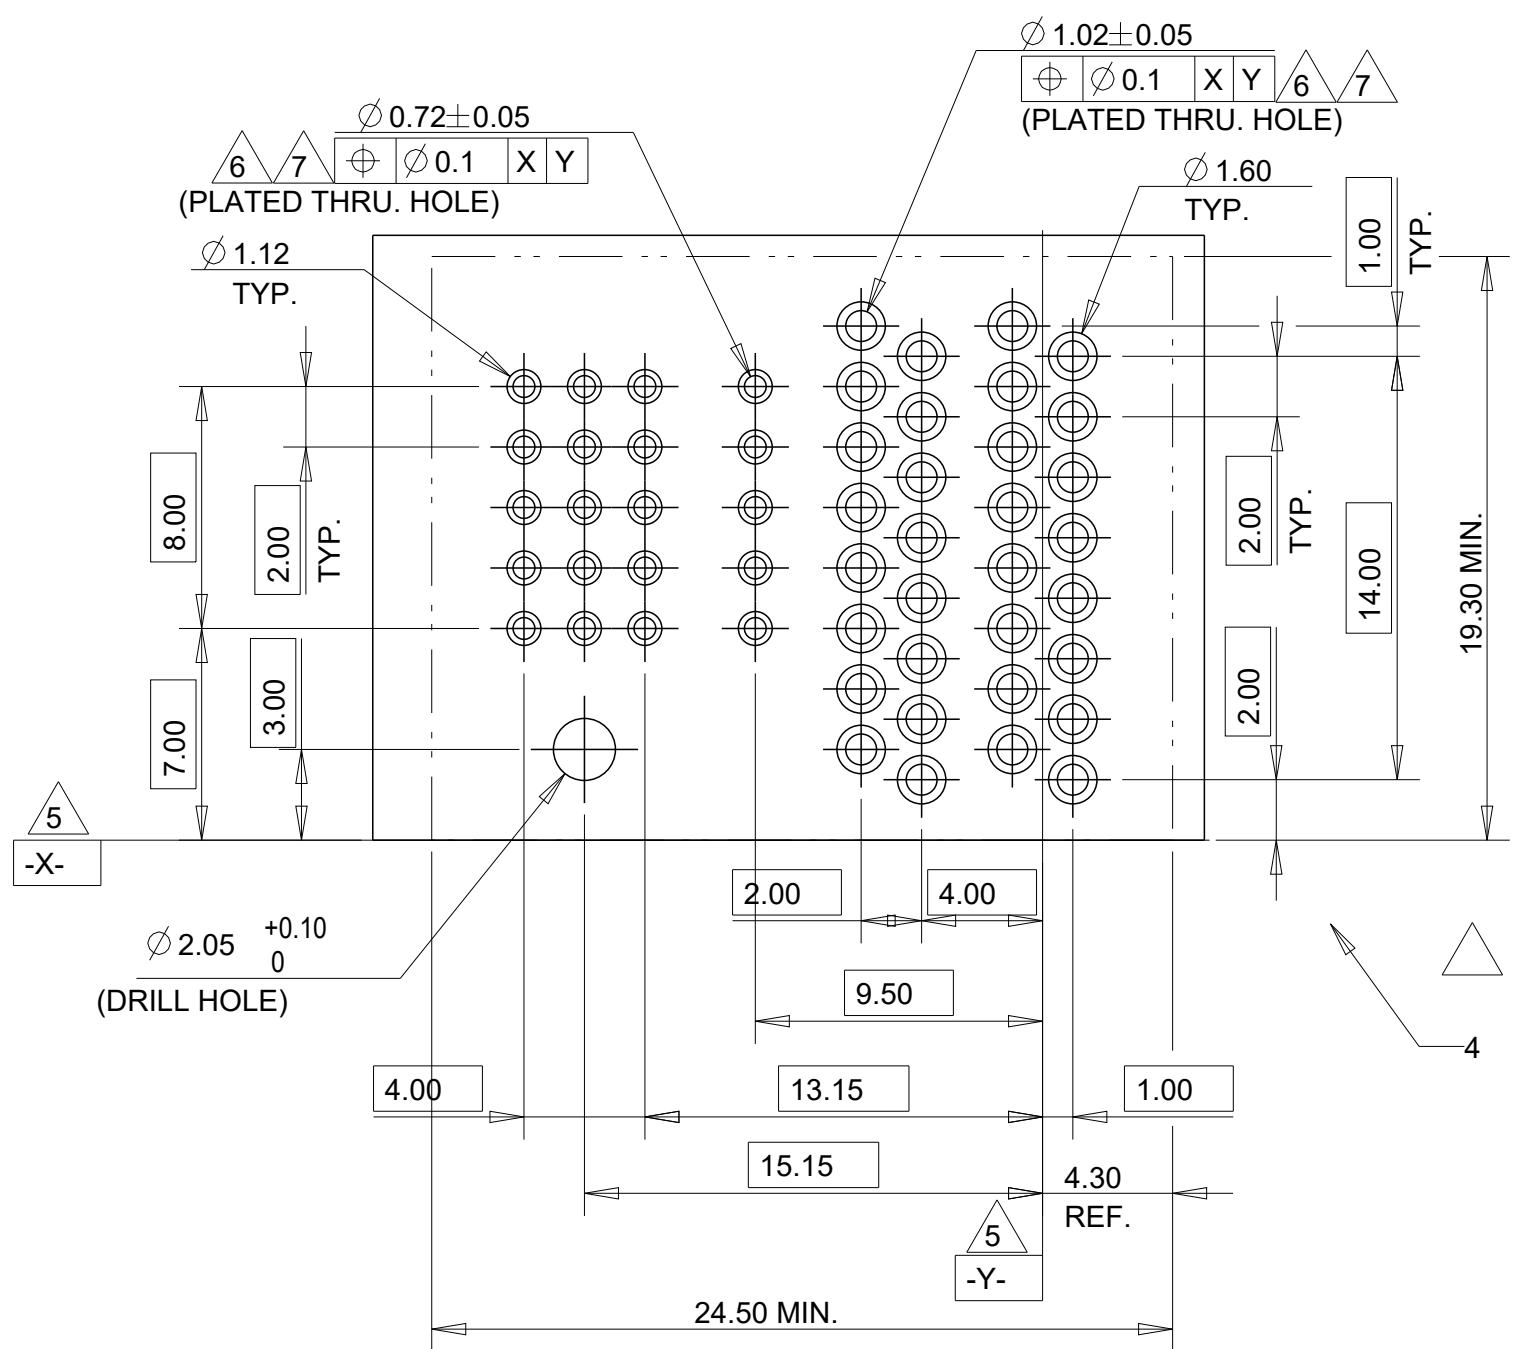 ∅ 1.02±0.05
⌖ ∅ 0.1 X Y 6 7
(PLATED THRU. HOLE)
∅ 0.72±0.05
6 7 ⌖ ∅ 0.1 X Y
(PLATED THRU. HOLE)
∅ 1.60
TYP.
1.00
TYP.
∅ 1.12
TYP.
8.00
2.00
TYP.
2.00
TYP.
14.00
19.30 MIN.
7.00
3.00
2.00
5
-X-
2.00
4.00
∅ 2.05 +0.10
0
(DRILL HOLE)
9.50
4
4.00
13.15
1.00
15.15
4.30
REF.
5
-Y-
24.50 MIN.